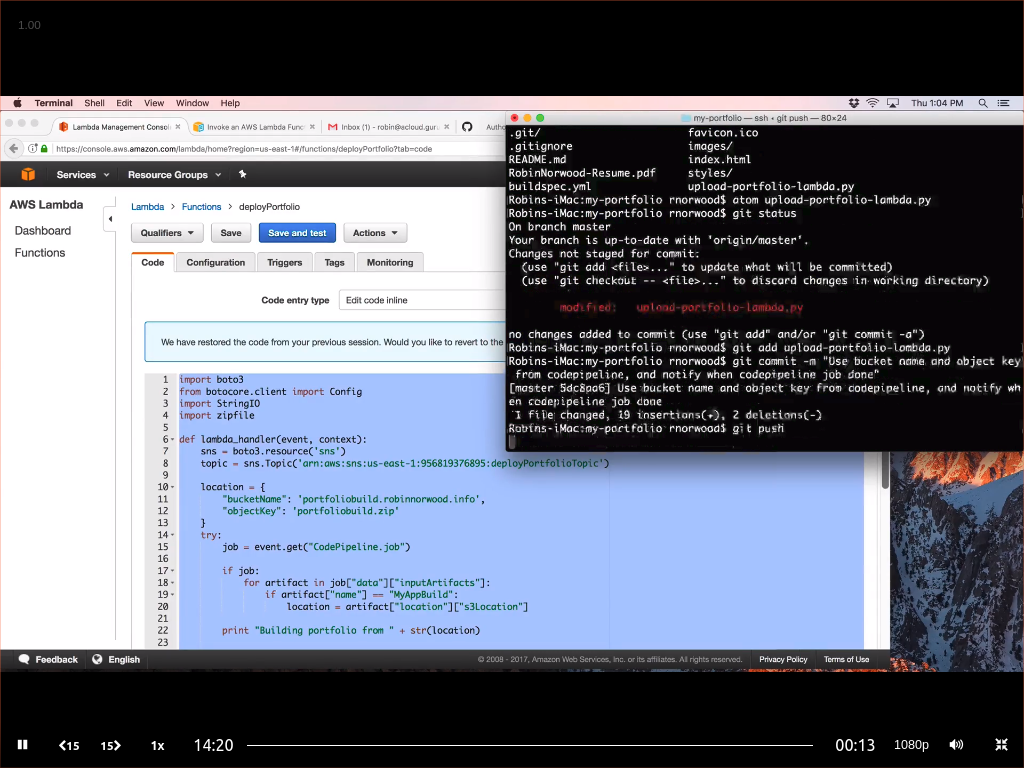 1.00
Terminal Shell Edit View Window Help Thu 1:04 PM
Lambda Management Consol × Invoke an AWS Lambda Func × Inbox (1) - robin@acloud.gur × Autho
https://console.aws.amazon.com/lambda/home?region=us-east-1#/functions/deployPortfolio?tab=code
Services Resource Groups
AWS Lambda
Dashboard
Functions
Lambda > Functions > deployPortfolio
Qualifiers Save Save and test Actions
Code Configuration Triggers Tags Monitoring
Code entry type Edit code inline
We have restored the code from your previous session. Would you like to revert to the
1 import boto3
2 from botocore.client import Config
3 import StringIO
4 import zipfile
5
6 def lambda_handler(event, context):
7 sns = boto3.resource('sns')
8 topic = sns.Topic('arn:aws:sns:us-east-1:956819376895:deployPortfolioTopic')
9
10 location = {
11 "bucketName": 'portfoliobuild.robinnorwood.info',
12 "objectKey": 'portfoliobuild.zip'
13 }
14 try:
15 job = event.get("CodePipeline.job")
16
17 if job:
18 for artifact in job["data"]["inputArtifacts"]:
19 if artifact["name"] == "MyAppBuild":
20 location = artifact["location"]["s3Location"]
21
22 print "Building portfolio from " + str(location)
23
my-portfolio — ssh • git push — 80×24
.git/ favicon.ico
.gitignore images/
README.md index.html
RobinNorwood-Resume.pdf styles/
buildspec.yml upload-portfolio-lambda.py
Robins-iMac:my-portfolio rnorwood$ atom upload-portfolio-lambda.py
Robins-iMac:my-portfolio rnorwood$ git status
On branch master
Your branch is up-to-date with 'origin/master'.
Changes not staged for commit:
(use "git add <file>..." to update what will be committed)
(use "git checkout -- <file>..." to discard changes in working directory)
modified: upload-portfolio-lambda.py
no changes added to commit (use "git add" and/or "git commit -a")
Robins-iMac:my-portfolio rnorwood$ git add upload-portfolio-lambda.py
Robins-iMac:my-portfolio rnorwood$ git commit -m "Use bucket name and object key
from codepipeline, and notify when codepipeline job done"
[master 5dc8aa6] Use bucket name and object key from codepipeline, and notify wh
en codepipeline job done
1 file changed, 19 insertions(+), 2 deletions(-)
Robins-iMac:my-portfolio rnorwood$ git push
Feedback English © 2008 - 2017, Amazon Web Services, Inc. or its affiliates. All rights reserved. Privacy Policy Terms of Use
15 15 1x 14:20 00:13 1080p